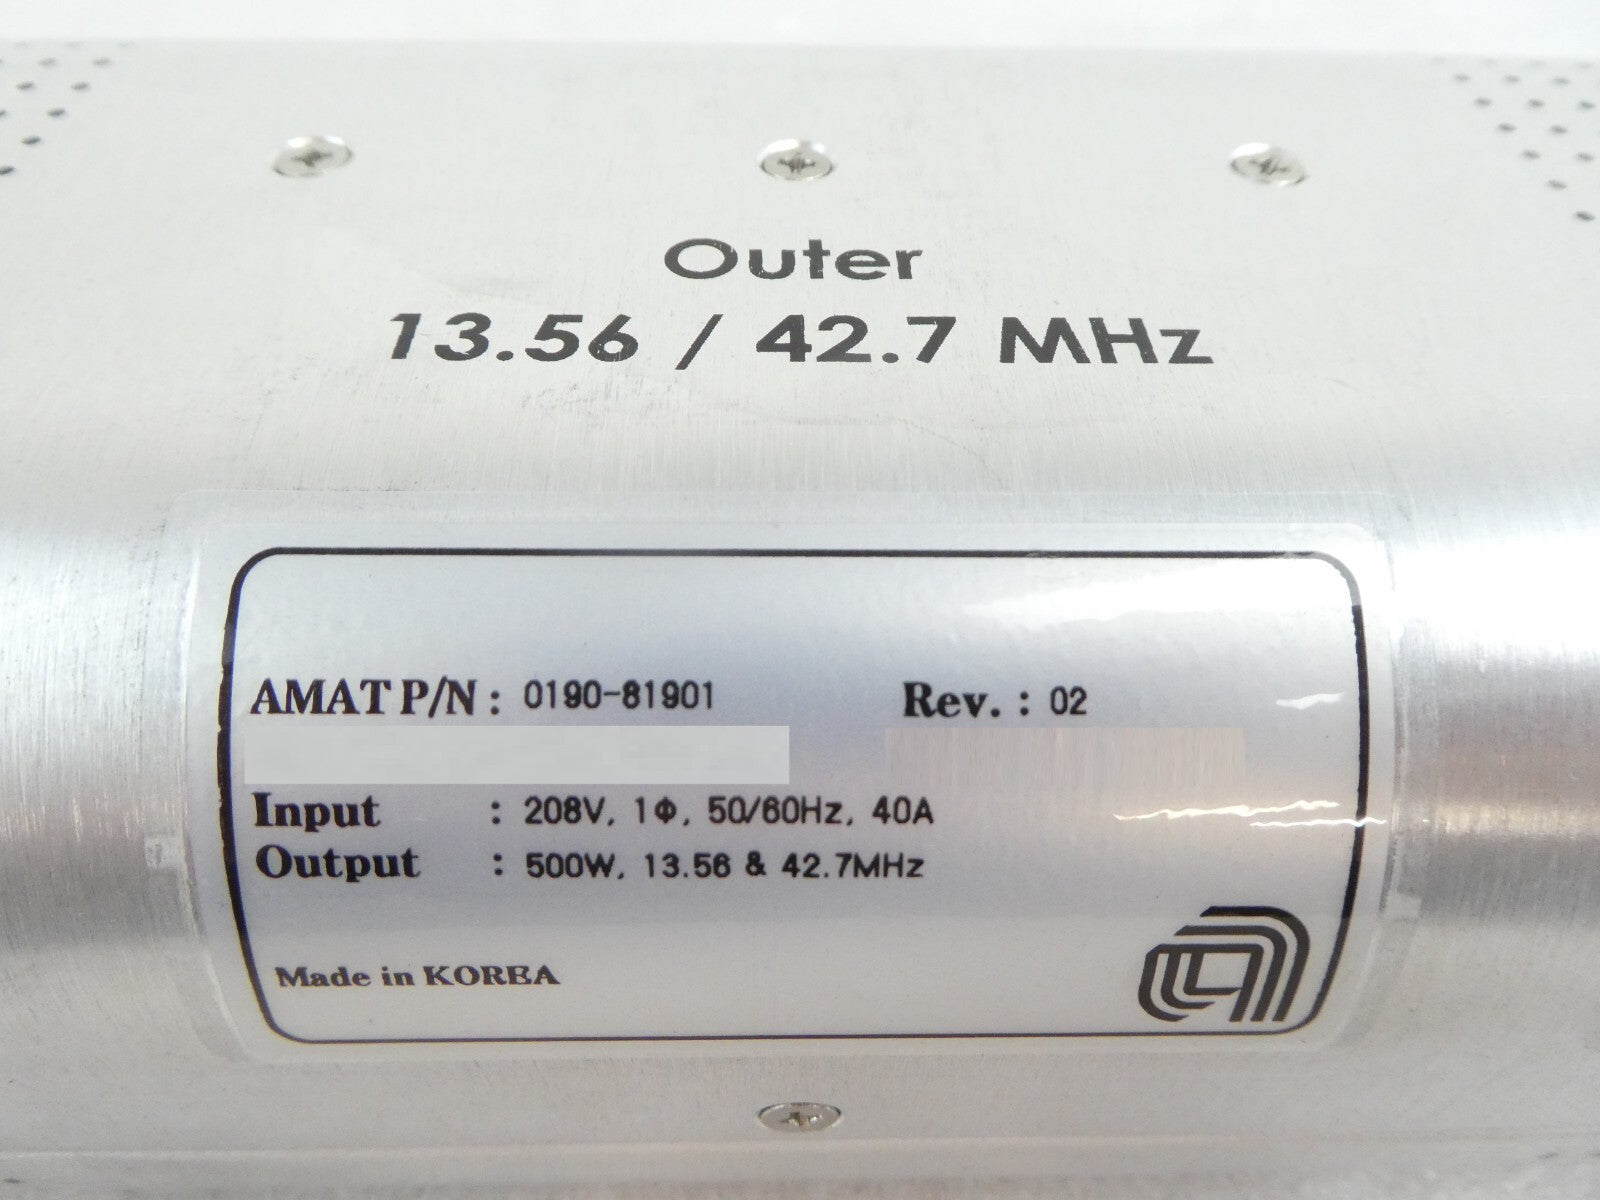 Outer
13.56 / 42.7 MHz
AMAT P/N : 0190-81901 Rev. : 02
Input : 208V, 1Φ, 50/60Hz, 40A
Output : 500W, 13.56 & 42.7MHz
Made in KOREA